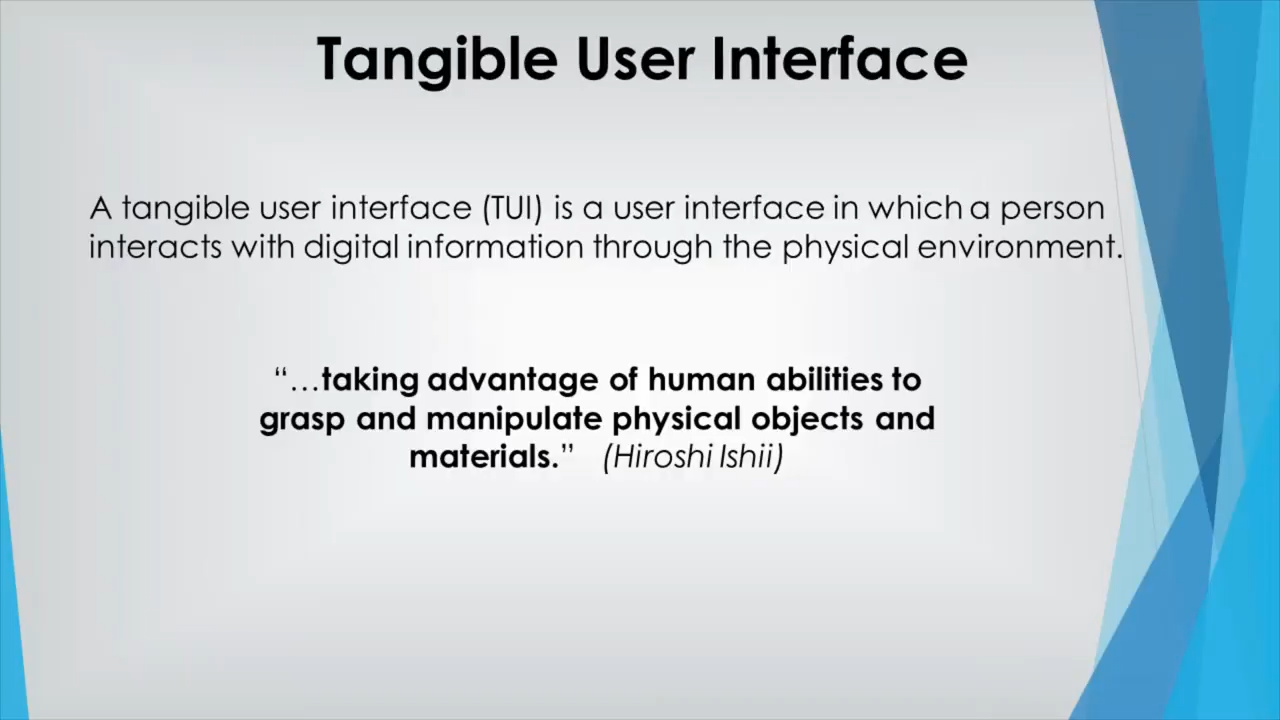 Tangible User Interface
A tangible user interface (TUI) is a user interface in which a person
interacts with digital information through the physical environment.
“…taking advantage of human abilities to
grasp and manipulate physical objects and
materials.” (Hiroshi Ishii)